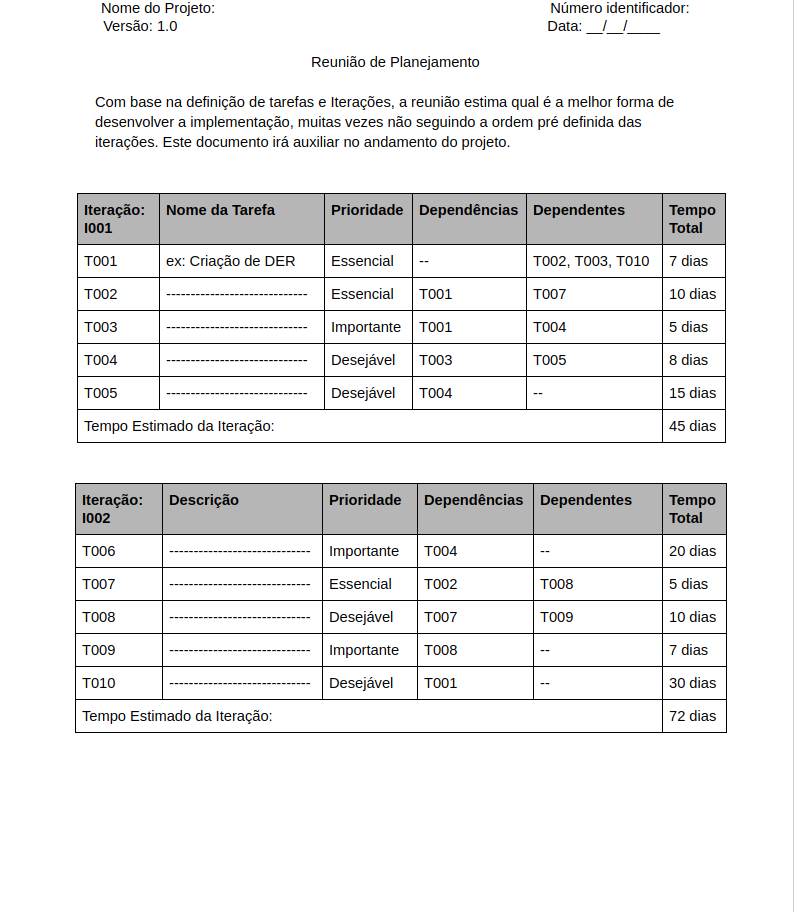 Nome do Projeto: Número identificador:
Versão: 1.0 Data: __/__/____
Reunião de Planejamento
Com base na definição de tarefas e Iterações, a reunião estima qual é a melhor forma de
desenvolver a implementação, muitas vezes não seguindo a ordem pré definida das
iterações. Este documento irá auxiliar no andamento do projeto.
Iteração: Nome da Tarefa Prioridade Dependências Dependentes Tempo
I001 Total
T001 ex: Criação de DER Essencial -- T002, T003, T010 7 dias
T002 ----------------------------- Essencial T001 T007 10 dias
T003 ----------------------------- Importante T001 T004 5 dias
T004 ----------------------------- Desejável T003 T005 8 dias
T005 ----------------------------- Desejável T004 -- 15 dias
Tempo Estimado da Iteração: 45 dias
Iteração: Descrição Prioridade Dependências Dependentes Tempo
I002 Total
T006 ----------------------------- Importante T004 -- 20 dias
T007 ----------------------------- Essencial T002 T008 5 dias
T008 ----------------------------- Desejável T007 T009 10 dias
T009 ----------------------------- Importante T008 -- 7 dias
T010 ----------------------------- Desejável T001 -- 30 dias
Tempo Estimado da Iteração: 72 dias